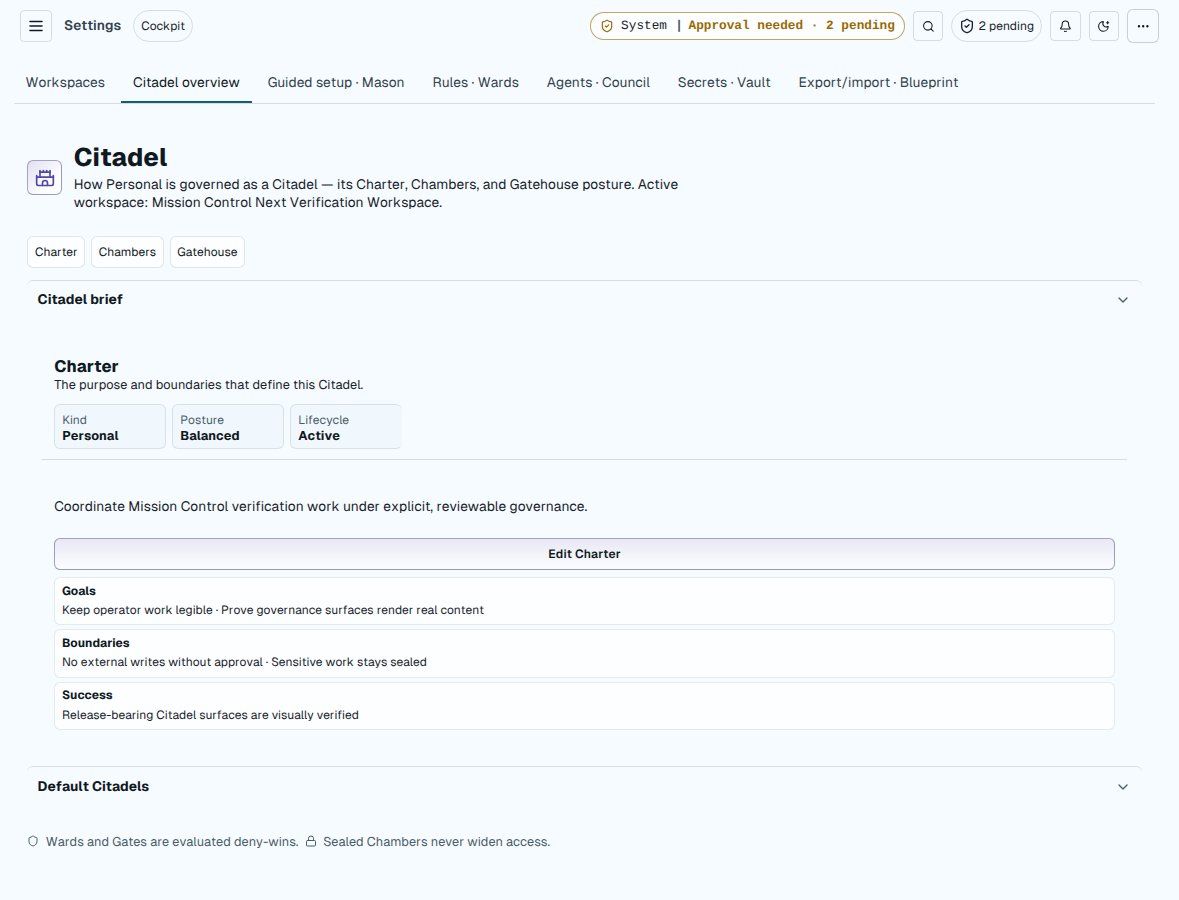 Settings
Cockpit
System | Approval needed · 2 pending
2 pending
Workspaces
Citadel overview
Guided setup · Mason
Rules · Wards
Agents · Council
Secrets · Vault
Export/import · Blueprint
Citadel
How Personal is governed as a Citadel — its Charter, Chambers, and Gatehouse posture. Active
workspace: Mission Control Next Verification Workspace.
Charter
Chambers
Gatehouse
Citadel brief
Charter
The purpose and boundaries that define this Citadel.
Kind
Personal
Posture
Balanced
Lifecycle
Active
Coordinate Mission Control verification work under explicit, reviewable governance.
Edit Charter
Goals
Keep operator work legible · Prove governance surfaces render real content
Boundaries
No external writes without approval · Sensitive work stays sealed
Success
Release-bearing Citadel surfaces are visually verified
Default Citadels
Wards and Gates are evaluated deny-wins.
Sealed Chambers never widen access.